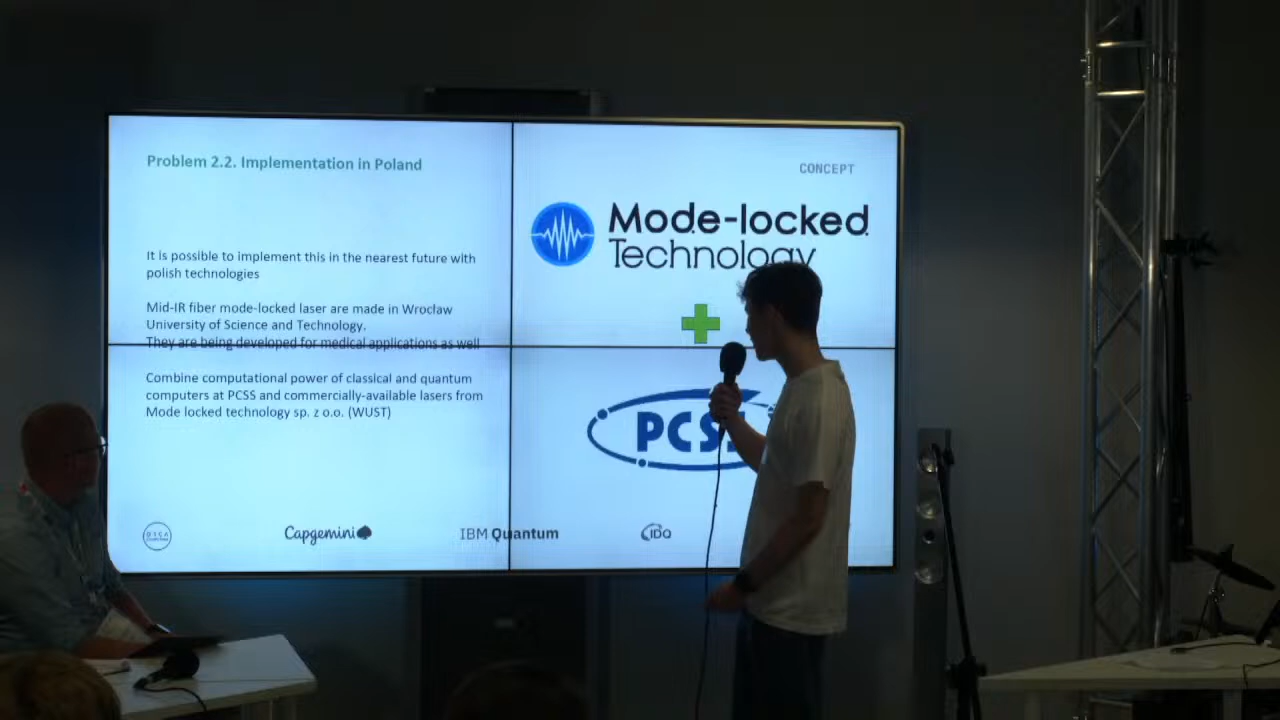 Problem 2.2. Implementation in Poland
CONCEPT
It is possible to implement this in the nearest future with
polish technologies
Mid-IR fiber mode-locked laser are made in Wrocław
University of Science and Technology.
They are being developed for medical applications as well
Combine computational power of classical and quantum
computers at PCSS and commercially-available lasers from
Mode locked technology sp. z o.o. (WUST)
Mode-locked
Technology
PCSS
Capgemini
IBM Quantum
IDQ